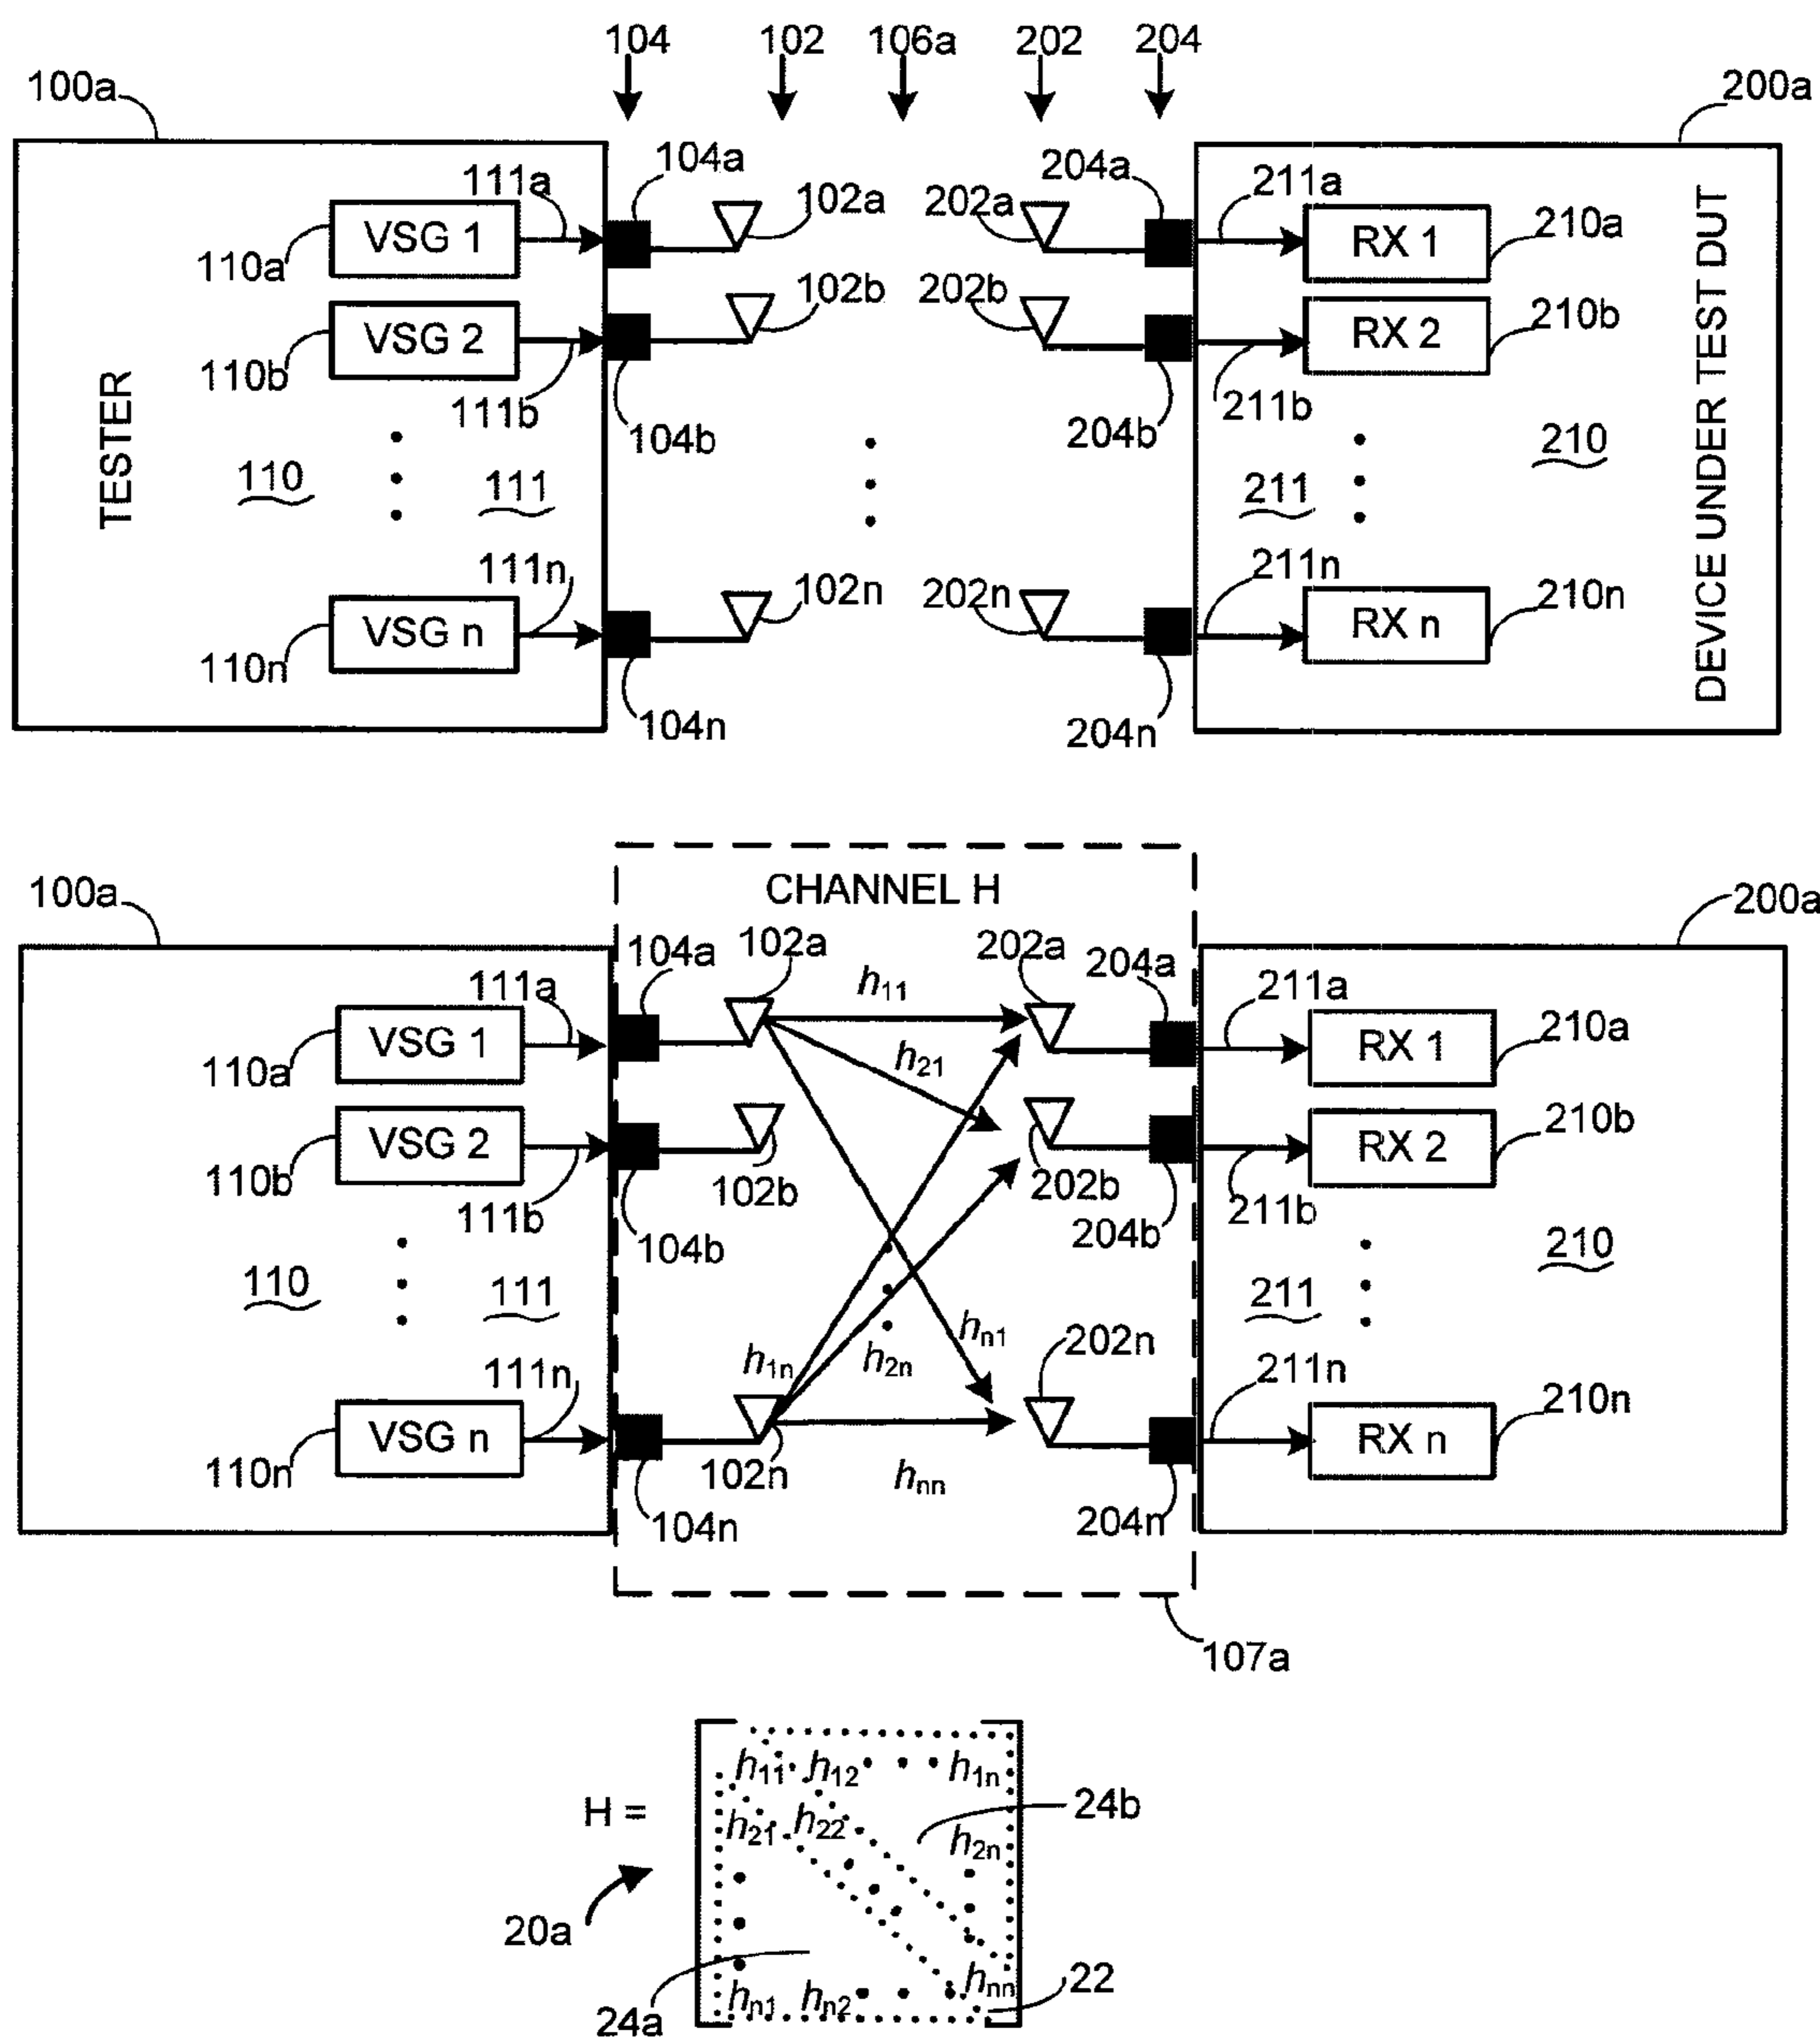 104 102 106a 202 204
100a 200a
104a 204a
111a 102a 202a 211a
VSG 1 RX 1 210a
110a
102b 202b
VSG 2 RX 2 210b
110b
111b 104b 204b 211b
TESTER DEVICE UNDER TEST DUT
110 111 211 210
111n 102n 202n 211n
VSG n RX n 210n
110n
104n 204n
100a CHANNEL H 200a
104a 102a 202a 204a
111a h11 211a
VSG 1 RX 1 210a
110a h21
VSG 2 RX 2 210b
110b 102b 202b
111b 104b 204b 211b
110 111 211 210
h1n h2n hn1 202n
111n 211n
VSG n RX n 210n
110n 102n hnn
104n 204n
107a
h11 h12 h1n
H = 24b
h21 h22 h2n
20a
hnn 22
hn1 hn2
24a